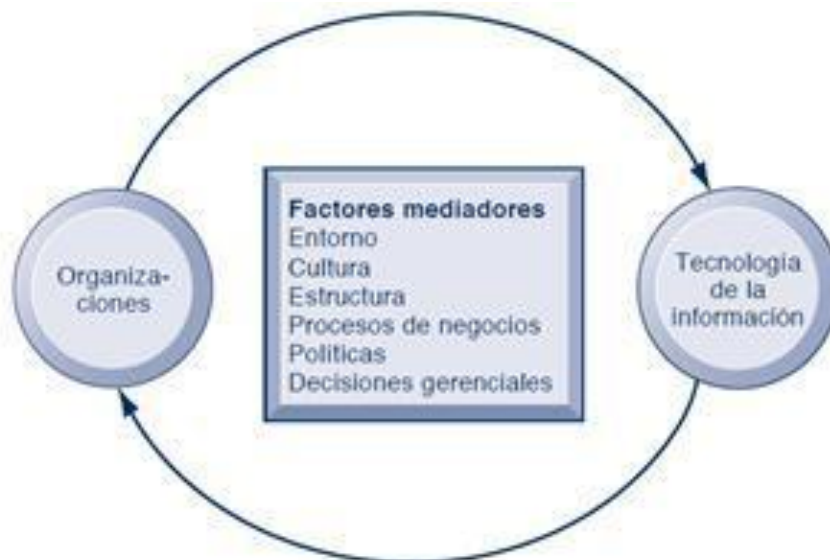 Organiza-
ciones
Factores mediadores
Entorno
Cultura
Estructura
Procesos de negocios
Políticas
Decisiones gerenciales
Tecnología
de la
información